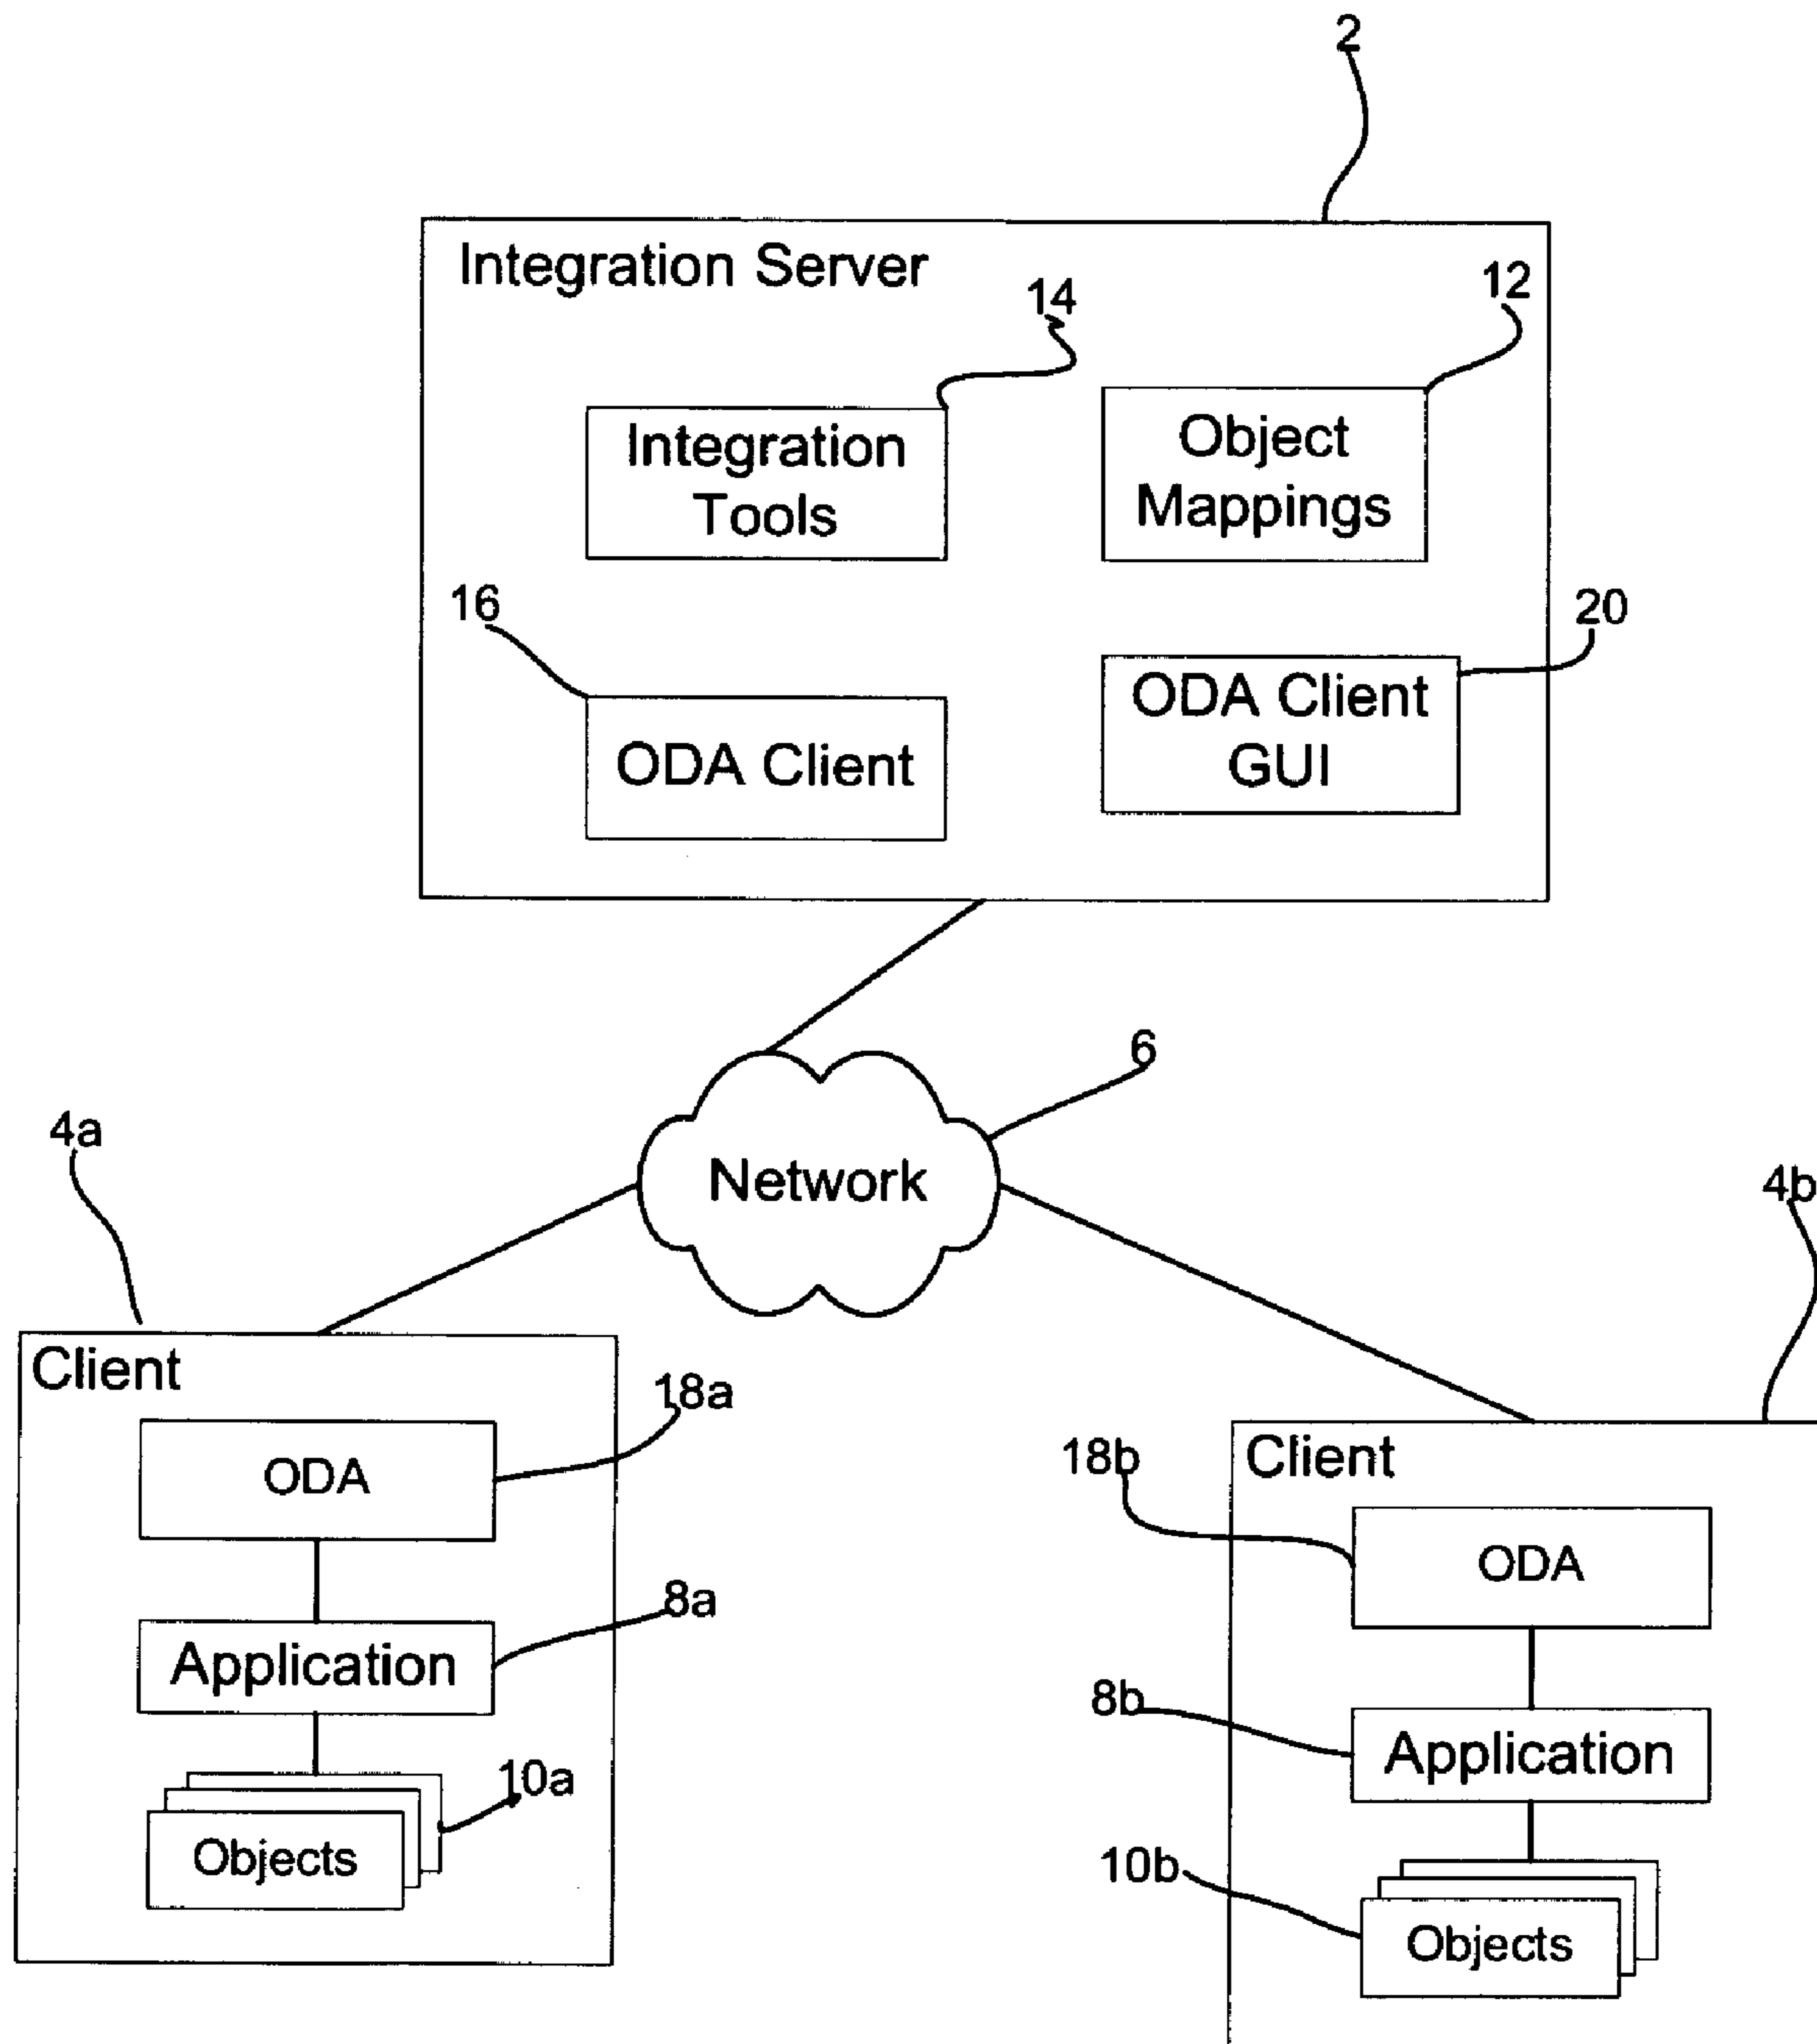 2
Integration Server
14
12
Integration
Tools
Object
Mappings
16
20
ODA Client
ODA Client
GUI
6
4a
Network
4b
Client
18a
ODA
8a
Application
10a
Objects
Client
18b
ODA
8b
Application
10b
Objects